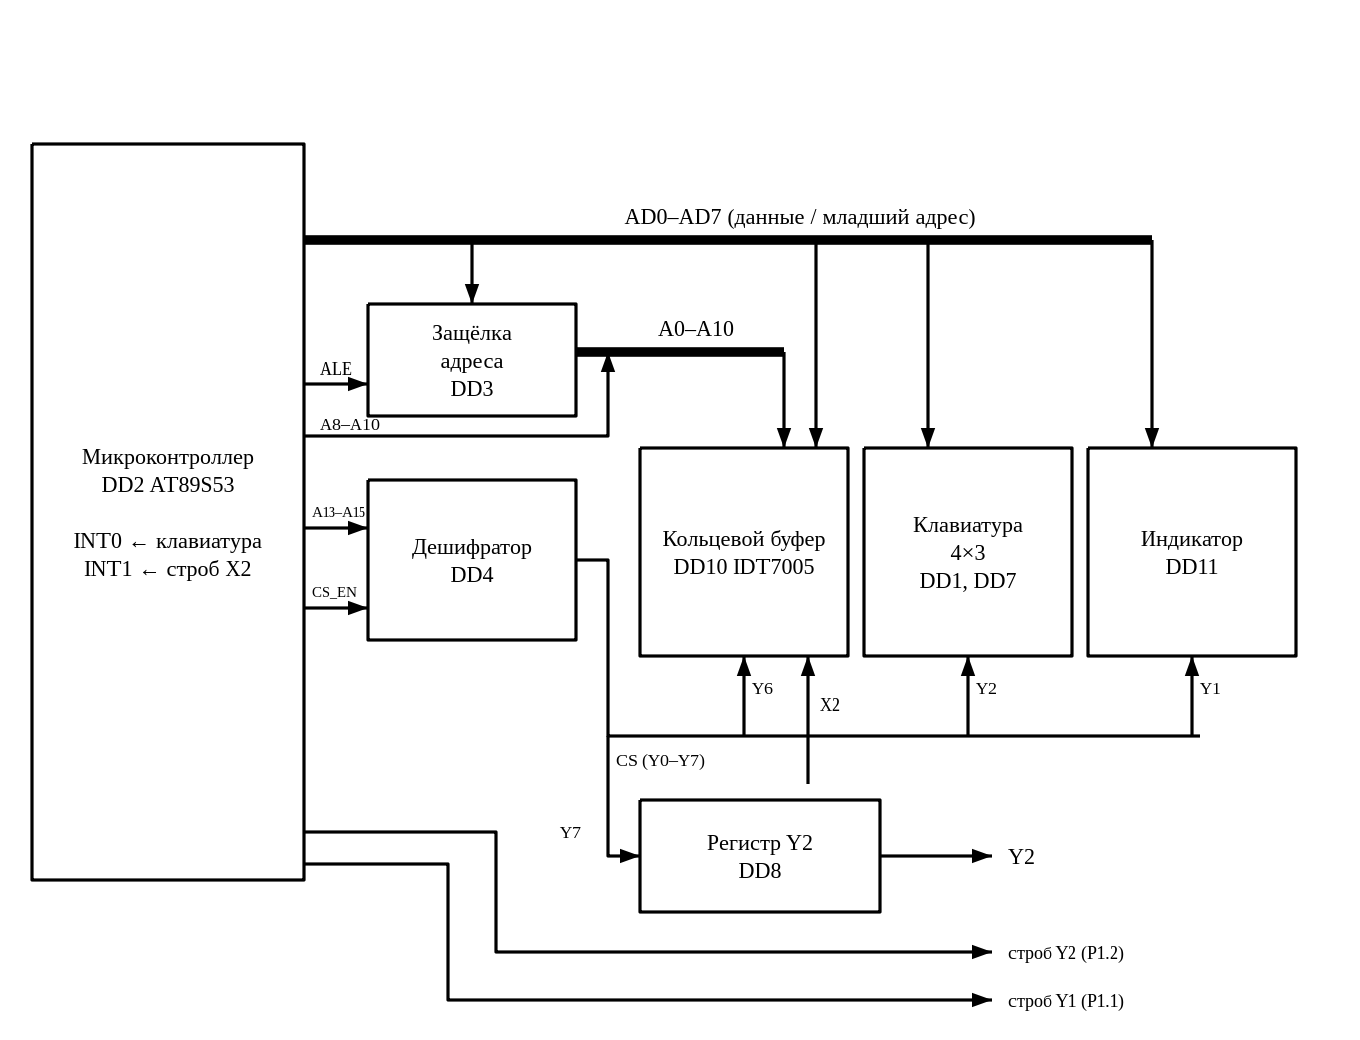 AD0–AD7 (данные / младший адрес)
Защёлка
адреса
DD3
A0–A10
ALE
A8–A10
Микроконтроллер
DD2 AT89S53
INT0 ← клавиатура
INT1 ← строб X2
A13–A15
CS_EN
Дешифратор
DD4
Кольцевой буфер
DD10 IDT7005
Клавиатура
4×3
DD1, DD7
Индикатор
DD11
Y6
X2
Y2
Y1
CS (Y0–Y7)
Y7
Регистр Y2
DD8
Y2
строб Y2 (P1.2)
строб Y1 (P1.1)